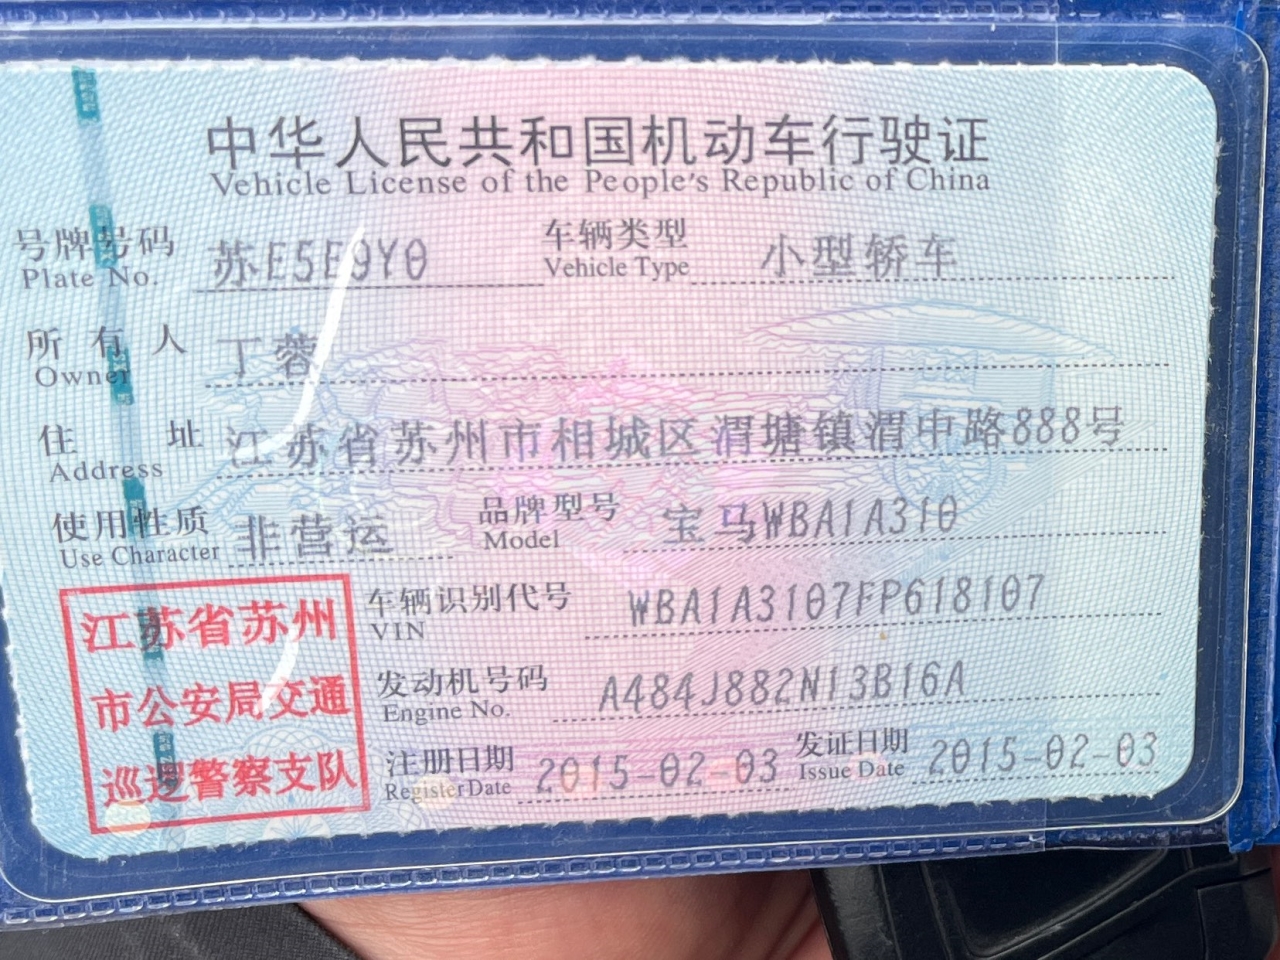 中华人民共和国机动车行驶证
Vehicle License of the People's Republic of China
号牌号码 苏E5E9Y0 车辆类型 小型轿车
Plate No. Vehicle Type
所有人 丁蓉
Owner
住址 江苏省苏州市相城区渭塘镇渭中路888号
Address
使用性质 非营运 品牌型号 宝马WBA1A310
Use Character Model
江苏省苏州
市公安局交通
巡逻警察支队
车辆识别代号 WBA1A3107FP618107
VIN
发动机号码 A484J882N13B16A
Engine No.
注册日期 2015-02-03 发证日期 2015-02-03
Register Date Issue Date